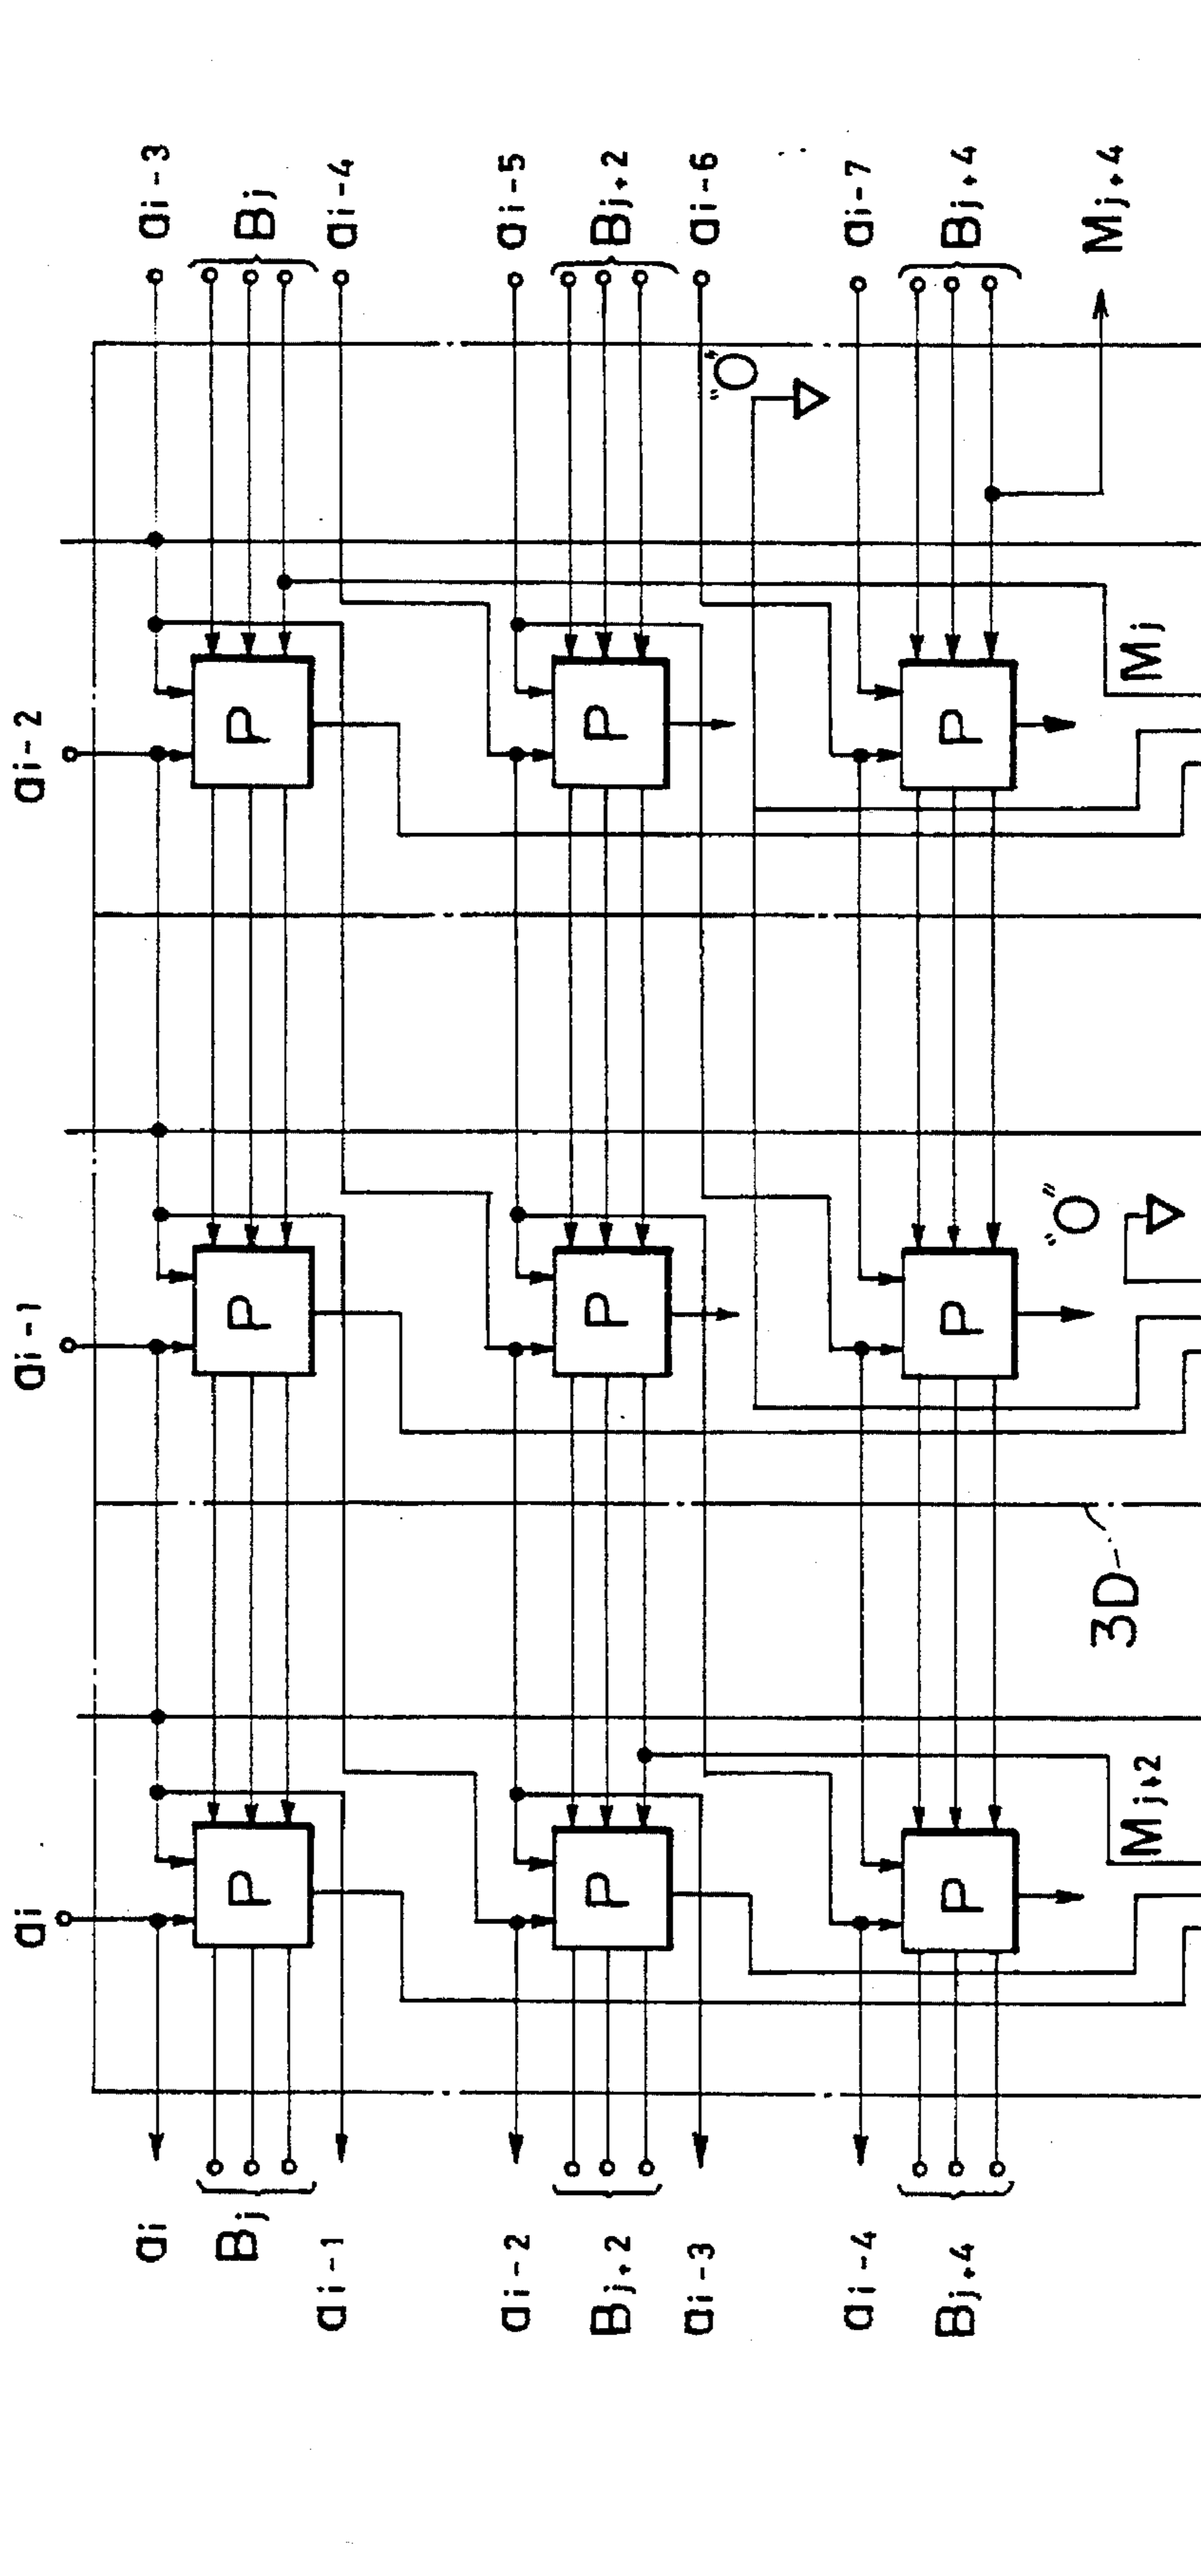 ai-3
Bj
ai-4
ai-5
Bj+2
ai-6
ai-7
Bj+4
Mj+4
"O"
ai-2
P
P
P
Mj
ai-1
P
P
P
"O"
3D
ai
P
P
P
Mj+2
ai
Bj
ai-1
ai-2
Bj+2
ai-3
ai-4
Bj+4